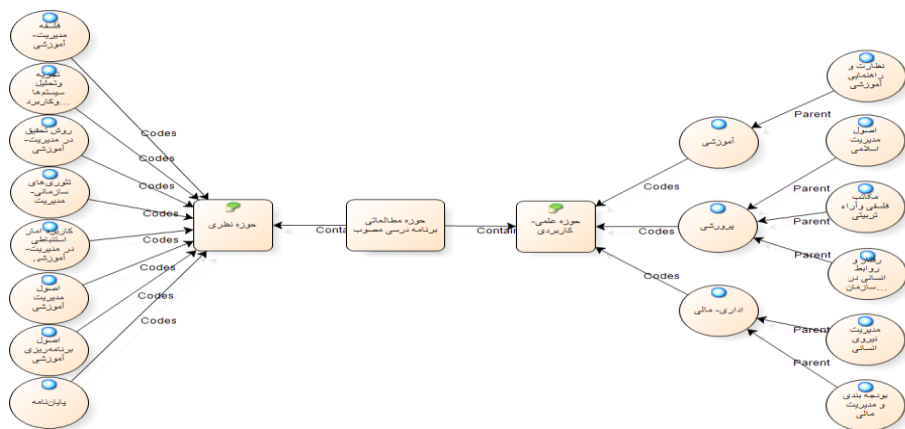 فلسفه
مدیریت-
آموزشی
وتحلیل
سیستم‌ها
وکاربرد...
روش تحقیق
در مدیریت-
آموزشی
تئوری‌های
سازمانی-
مدیریت
کاربرد آمار
استنباطی
در مدیریت-
آموزشی
اصول
مدیریت
آموزشی
اصول
برنامه‌ریزی
آموزشی
پایان‌نامه
Codes
Codes
Codes
Codes
Codes
Codes
Codes
Codes
حوزه نظری
Contai
حوزه مطالعاتی
برنامه درسی مصوب
Contain
حوزه علمی-
کاربردی
Codes
Codes
Codes
آموزشی
پرورشی
اداری- مالی
Parent
Parent
Parent
Parent
Parent
Parent
نظارت و
راهنمایی
آموزشی
اصول
مدیریت
اسلامی
مکاتب
فلسفی وآراء
تربیتی
رفتار و
روابط
انسانی در
سازمان...
مدیریت
نیروی
انسانی
بودجه بندی
و مدیریت
مالی